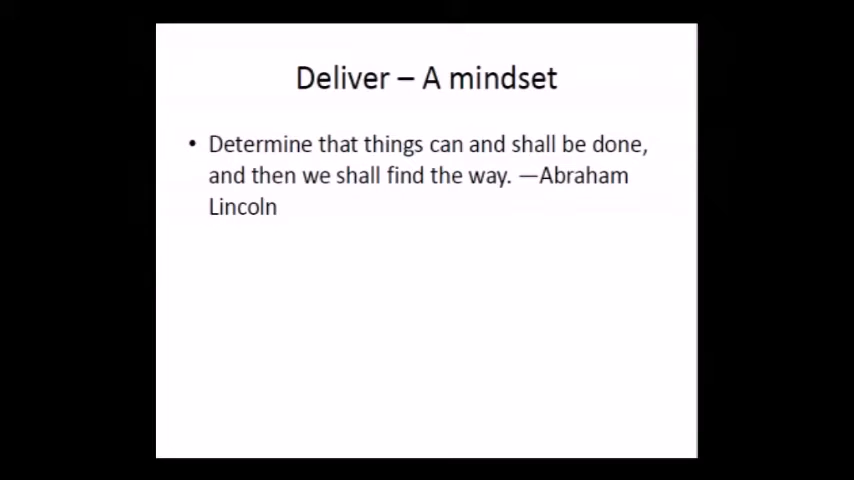 Deliver – A mindset
• Determine that things can and shall be done,
and then we shall find the way. —Abraham
Lincoln